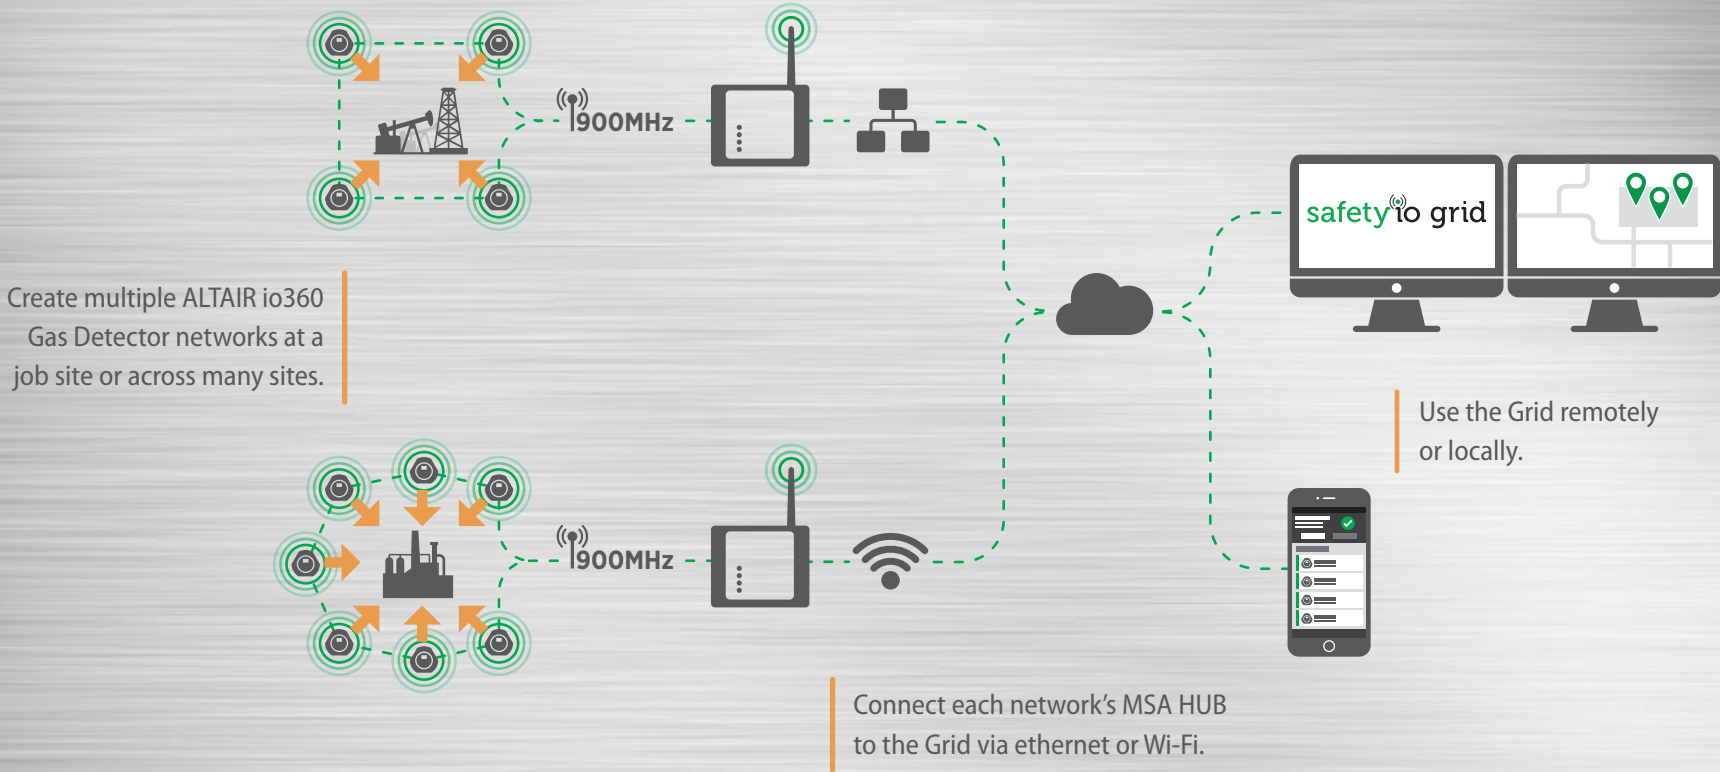 900MHz
safety io grid
Create multiple ALTAIR io360
Gas Detector networks at a
job site or across many sites.
Use the Grid remotely
or locally.
900MHz
Connect each network's MSA HUB
to the Grid via ethernet or Wi-Fi.